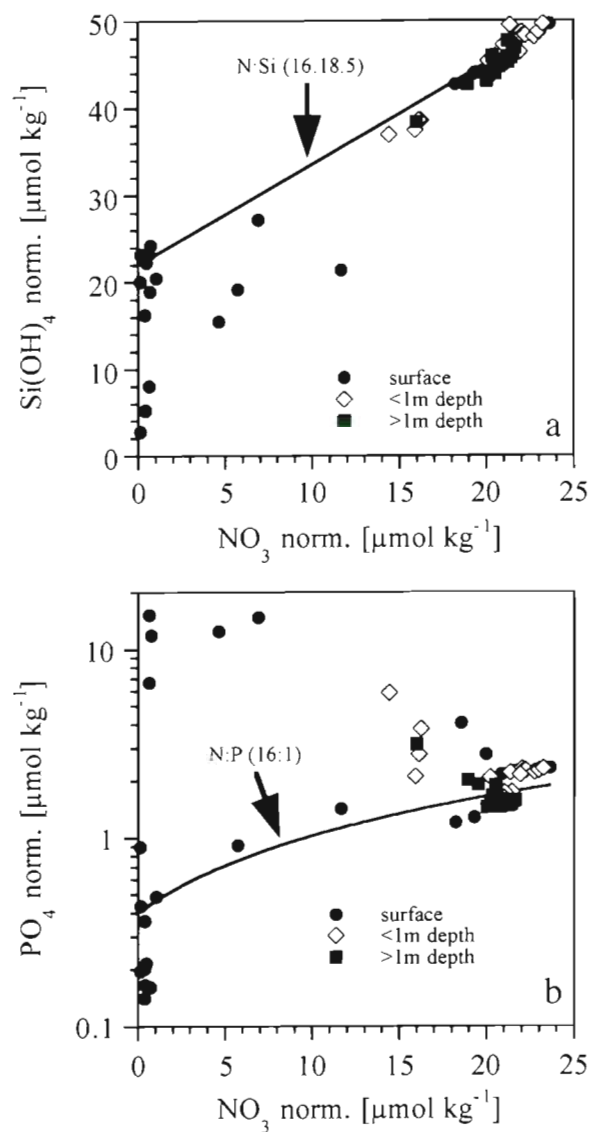 50
40
30
20
10
0
Si(OH)4 norm. [µmol kg-1]
N:Si (16.18.5)
surface
<1m depth
>1m depth
a
0 5 10 15 20 25
NO3 norm. [µmol kg-1]
10
1
0.1
PO4 norm. [µmol kg-1]
N:P (16:1)
surface
<1m depth
>1m depth
b
0 5 10 15 20 25
NO3 norm. [µmol kg-1]